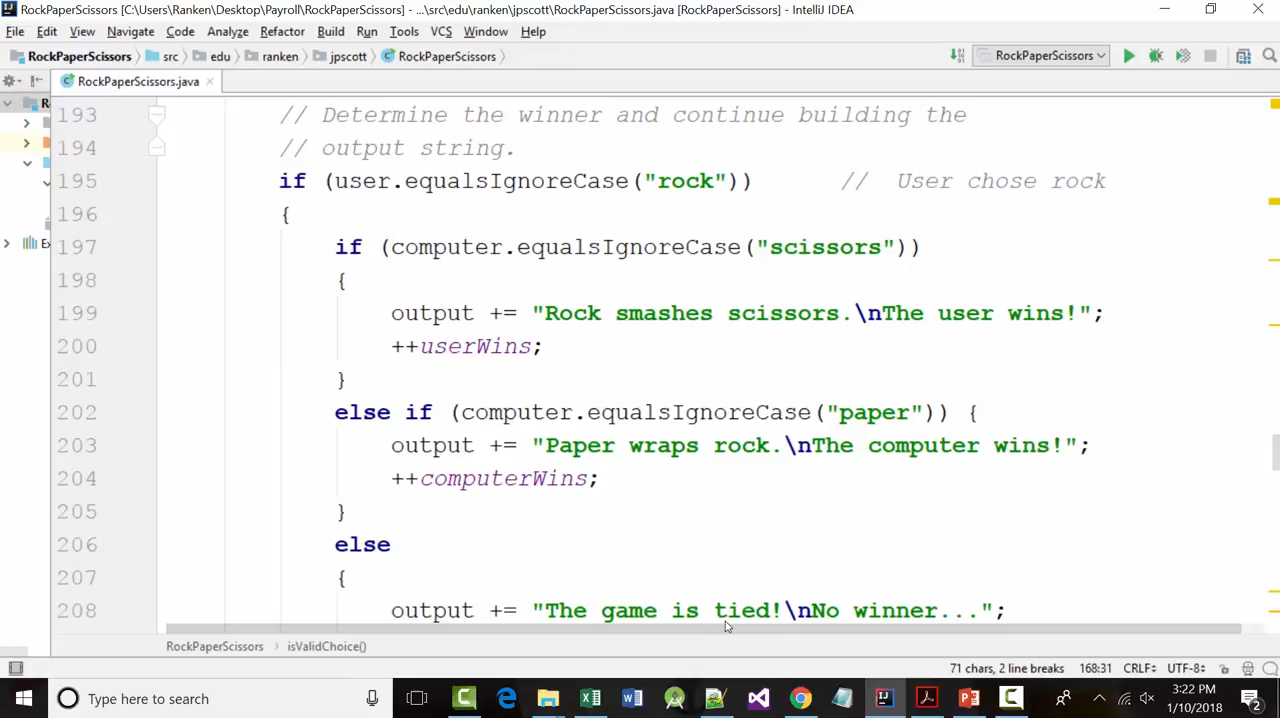 RockPaperScissors [C:\Users\Ranken\Desktop\Payroll\RockPaperScissors] - ...\src\edu\ranken\jpscott\RockPaperScissors.java [RockPaperScissors] - IntelliJ IDEA
File Edit View Navigate Code Analyze Refactor Build Run Tools VCS Window Help
RockPaperScissors src edu ranken jpscott RockPaperScissors RockPaperScissors
RockPaperScissors.java
193 // Determine the winner and continue building the
194 // output string.
195 if (user.equalsIgnoreCase("rock")) // User chose rock
196 {
197 if (computer.equalsIgnoreCase("scissors"))
198 {
199 output += "Rock smashes scissors.\nThe user wins!";
200 ++userWins;
201 }
202 else if (computer.equalsIgnoreCase("paper")) {
203 output += "Paper wraps rock.\nThe computer wins!";
204 ++computerWins;
205 }
206 else
207 {
208 output += "The game is tied!\nNo winner...";
RockPaperScissors isValidChoice()
71 chars, 2 line breaks 168:31 CRLF UTF-8
Type here to search
3:22 PM
1/10/2018
2